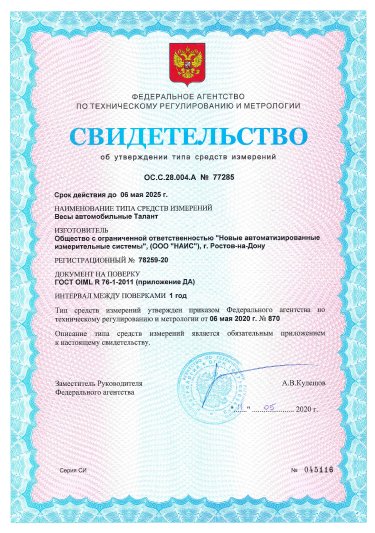 ФЕДЕРАЛЬНОЕ АГЕНТСТВО
ПО ТЕХНИЧЕСКОМУ РЕГУЛИРОВАНИЮ И МЕТРОЛОГИИ
СВИДЕТЕЛЬСТВО
об утверждении типа средств измерений
ОС.С.28.004.А № 77285
Срок действия до 06 мая 2025 г.
НАИМЕНОВАНИЕ ТИПА СРЕДСТВ ИЗМЕРЕНИЙ
Весы автомобильные Талант
ИЗГОТОВИТЕЛЬ
Общество с ограниченной ответственностью "Новые автоматизированные
измерительные системы", (ООО "НАИС"), г. Ростов-на-Дону
РЕГИСТРАЦИОННЫЙ № 78259-20
ДОКУМЕНТ НА ПОВЕРКУ
ГОСТ OIML R 76-1-2011 (приложение ДА)
ИНТЕРВАЛ МЕЖДУ ПОВЕРКАМИ 1 год
Тип средств измерений утвержден приказом Федерального агентства по
техническому регулированию и метрологии от 06 мая 2020 г. № 870
Описание типа средств измерений является обязательным приложением
к настоящему свидетельству.
Заместитель Руководителя
Федерального агентства
А.В.Кулешов
"11" 05 2020 г.
Серия СИ
№ 045116